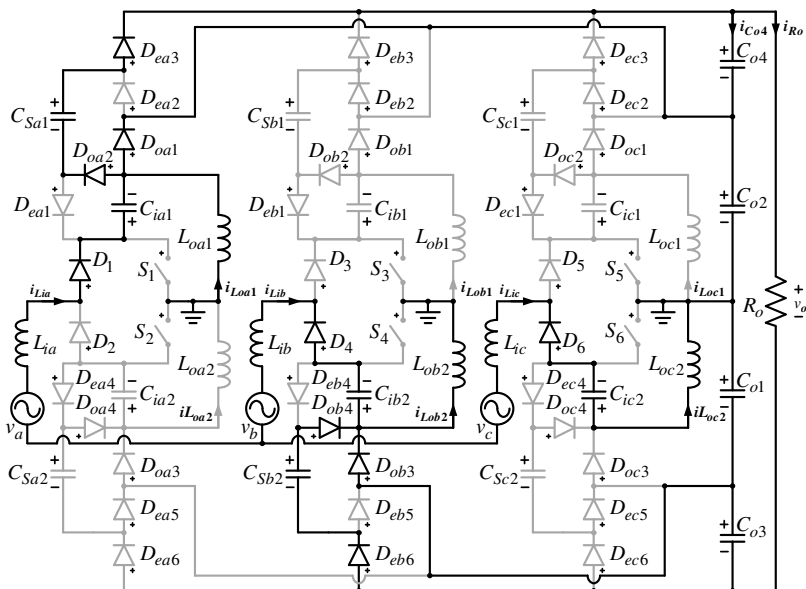 i_Co4 i_Ro
D_ea3 D_eb3 D_ec3 C_o4
C_Sa1 D_ea2 C_Sb1 D_eb2 C_Sc1 D_ec2
D_oa2 D_oa1 D_ob2 D_ob1 D_oc2 D_oc1
D_ea1 C_ia1 D_eb1 C_ib1 D_ec1 C_ic1 C_o2
L_oa1 L_ob1 L_oc1
D_1 S_1 D_3 S_3 D_5 S_5
i_Lia i_Loa1 i_Lib i_Lob1 i_Lic i_Loc1
R_o v_o
L_ia D_2 S_2 L_ib D_4 S_4 L_ic D_6 S_6
L_oa2 L_ob2 L_oc2
D_ea4 C_ia2 D_eb4 C_ib2 D_ec4 C_ic2 C_o1
D_oa4 iL_oa2 D_ob4 i_Lob2 D_oc4 i_Loc2
v_a v_b v_c
C_Sa2 D_oa3 C_Sb2 D_ob3 C_Sc2 D_oc3
D_ea5 D_eb5 D_ec5 C_o3
D_ea6 D_eb6 D_ec6